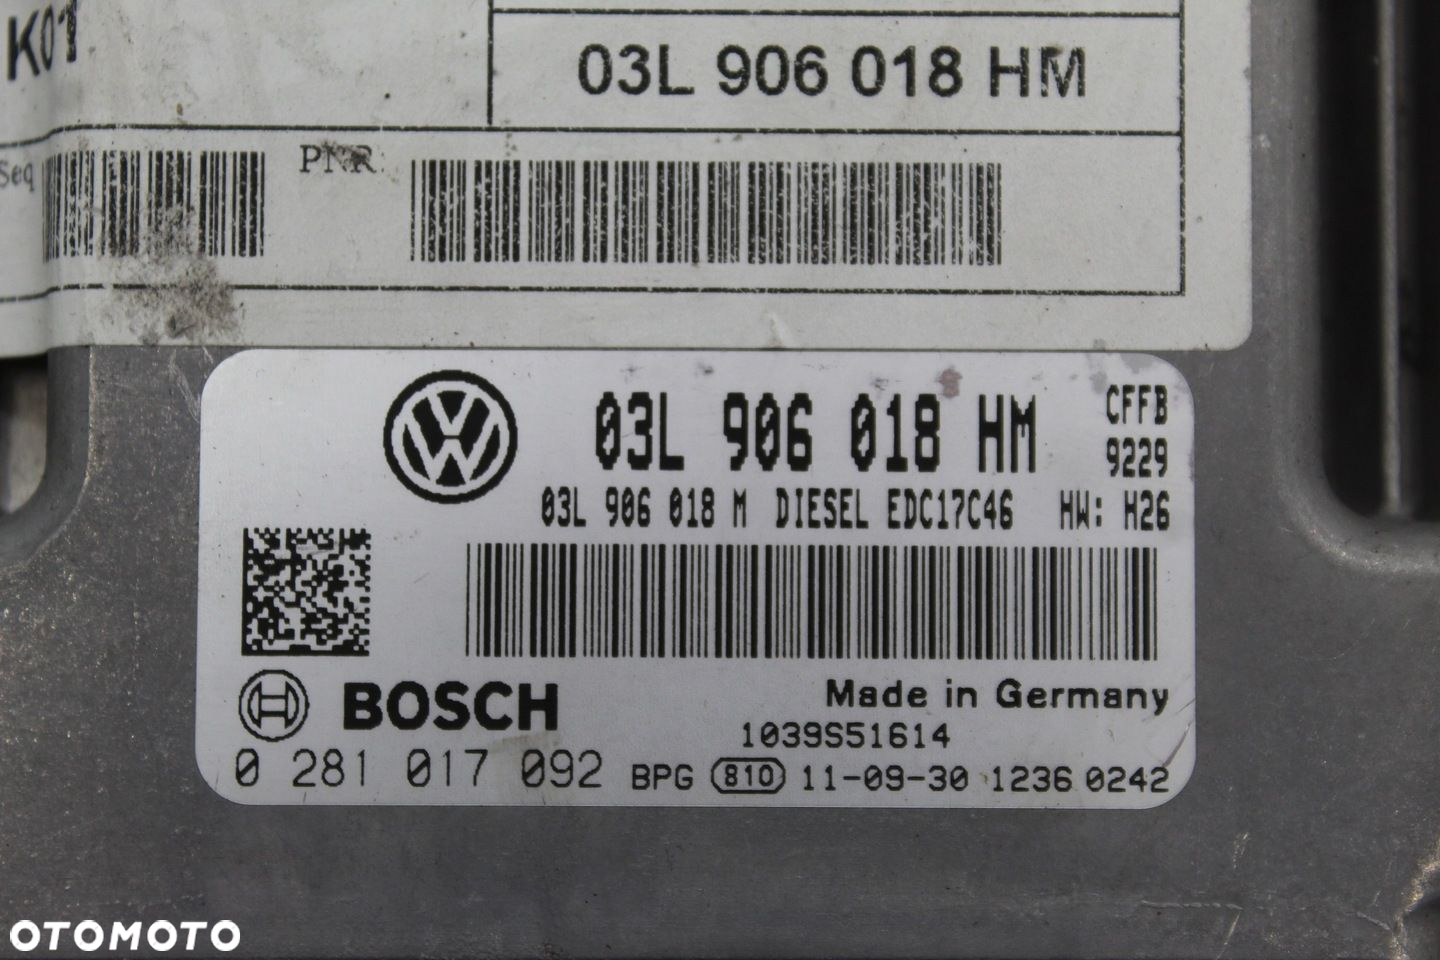 K01
03L 906 018 HM
Seq
PNR
03L 906 018 HM
CFFB
9229
03L 906 018 M DIESEL EDC17C46 HW: H26
BOSCH
Made in Germany
1039S51614
0 281 017 092 BPG 810 11-09-30 1236 0242
OTOMOTO